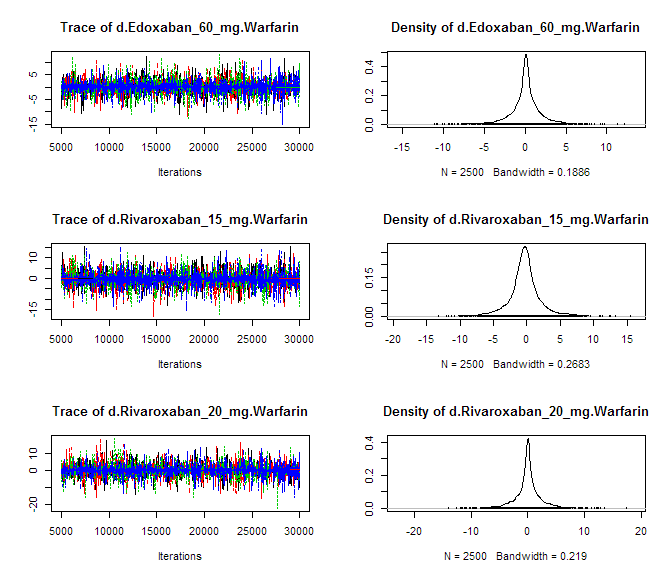 Trace of d.Edoxaban_60_mg.Warfarin
5
-5
-15
5000 10000 15000 20000 25000 30000
Iterations
Density of d.Edoxaban_60_mg.Warfarin
0.4
0.2
0.0
-15 -10 -5 0 5 10
N = 2500 Bandwidth = 0.1886
Trace of d.Rivaroxaban_15_mg.Warfarin
10
0
-15
5000 10000 15000 20000 25000 30000
Iterations
Density of d.Rivaroxaban_15_mg.Warfarin
0.15
0.00
-20 -15 -10 -5 0 5 10 15
N = 2500 Bandwidth = 0.2683
Trace of d.Rivaroxaban_20_mg.Warfarin
10
0
-20
5000 10000 15000 20000 25000 30000
Iterations
Density of d.Rivaroxaban_20_mg.Warfarin
0.4
0.2
0.0
-20 -10 0 10 20
N = 2500 Bandwidth = 0.219